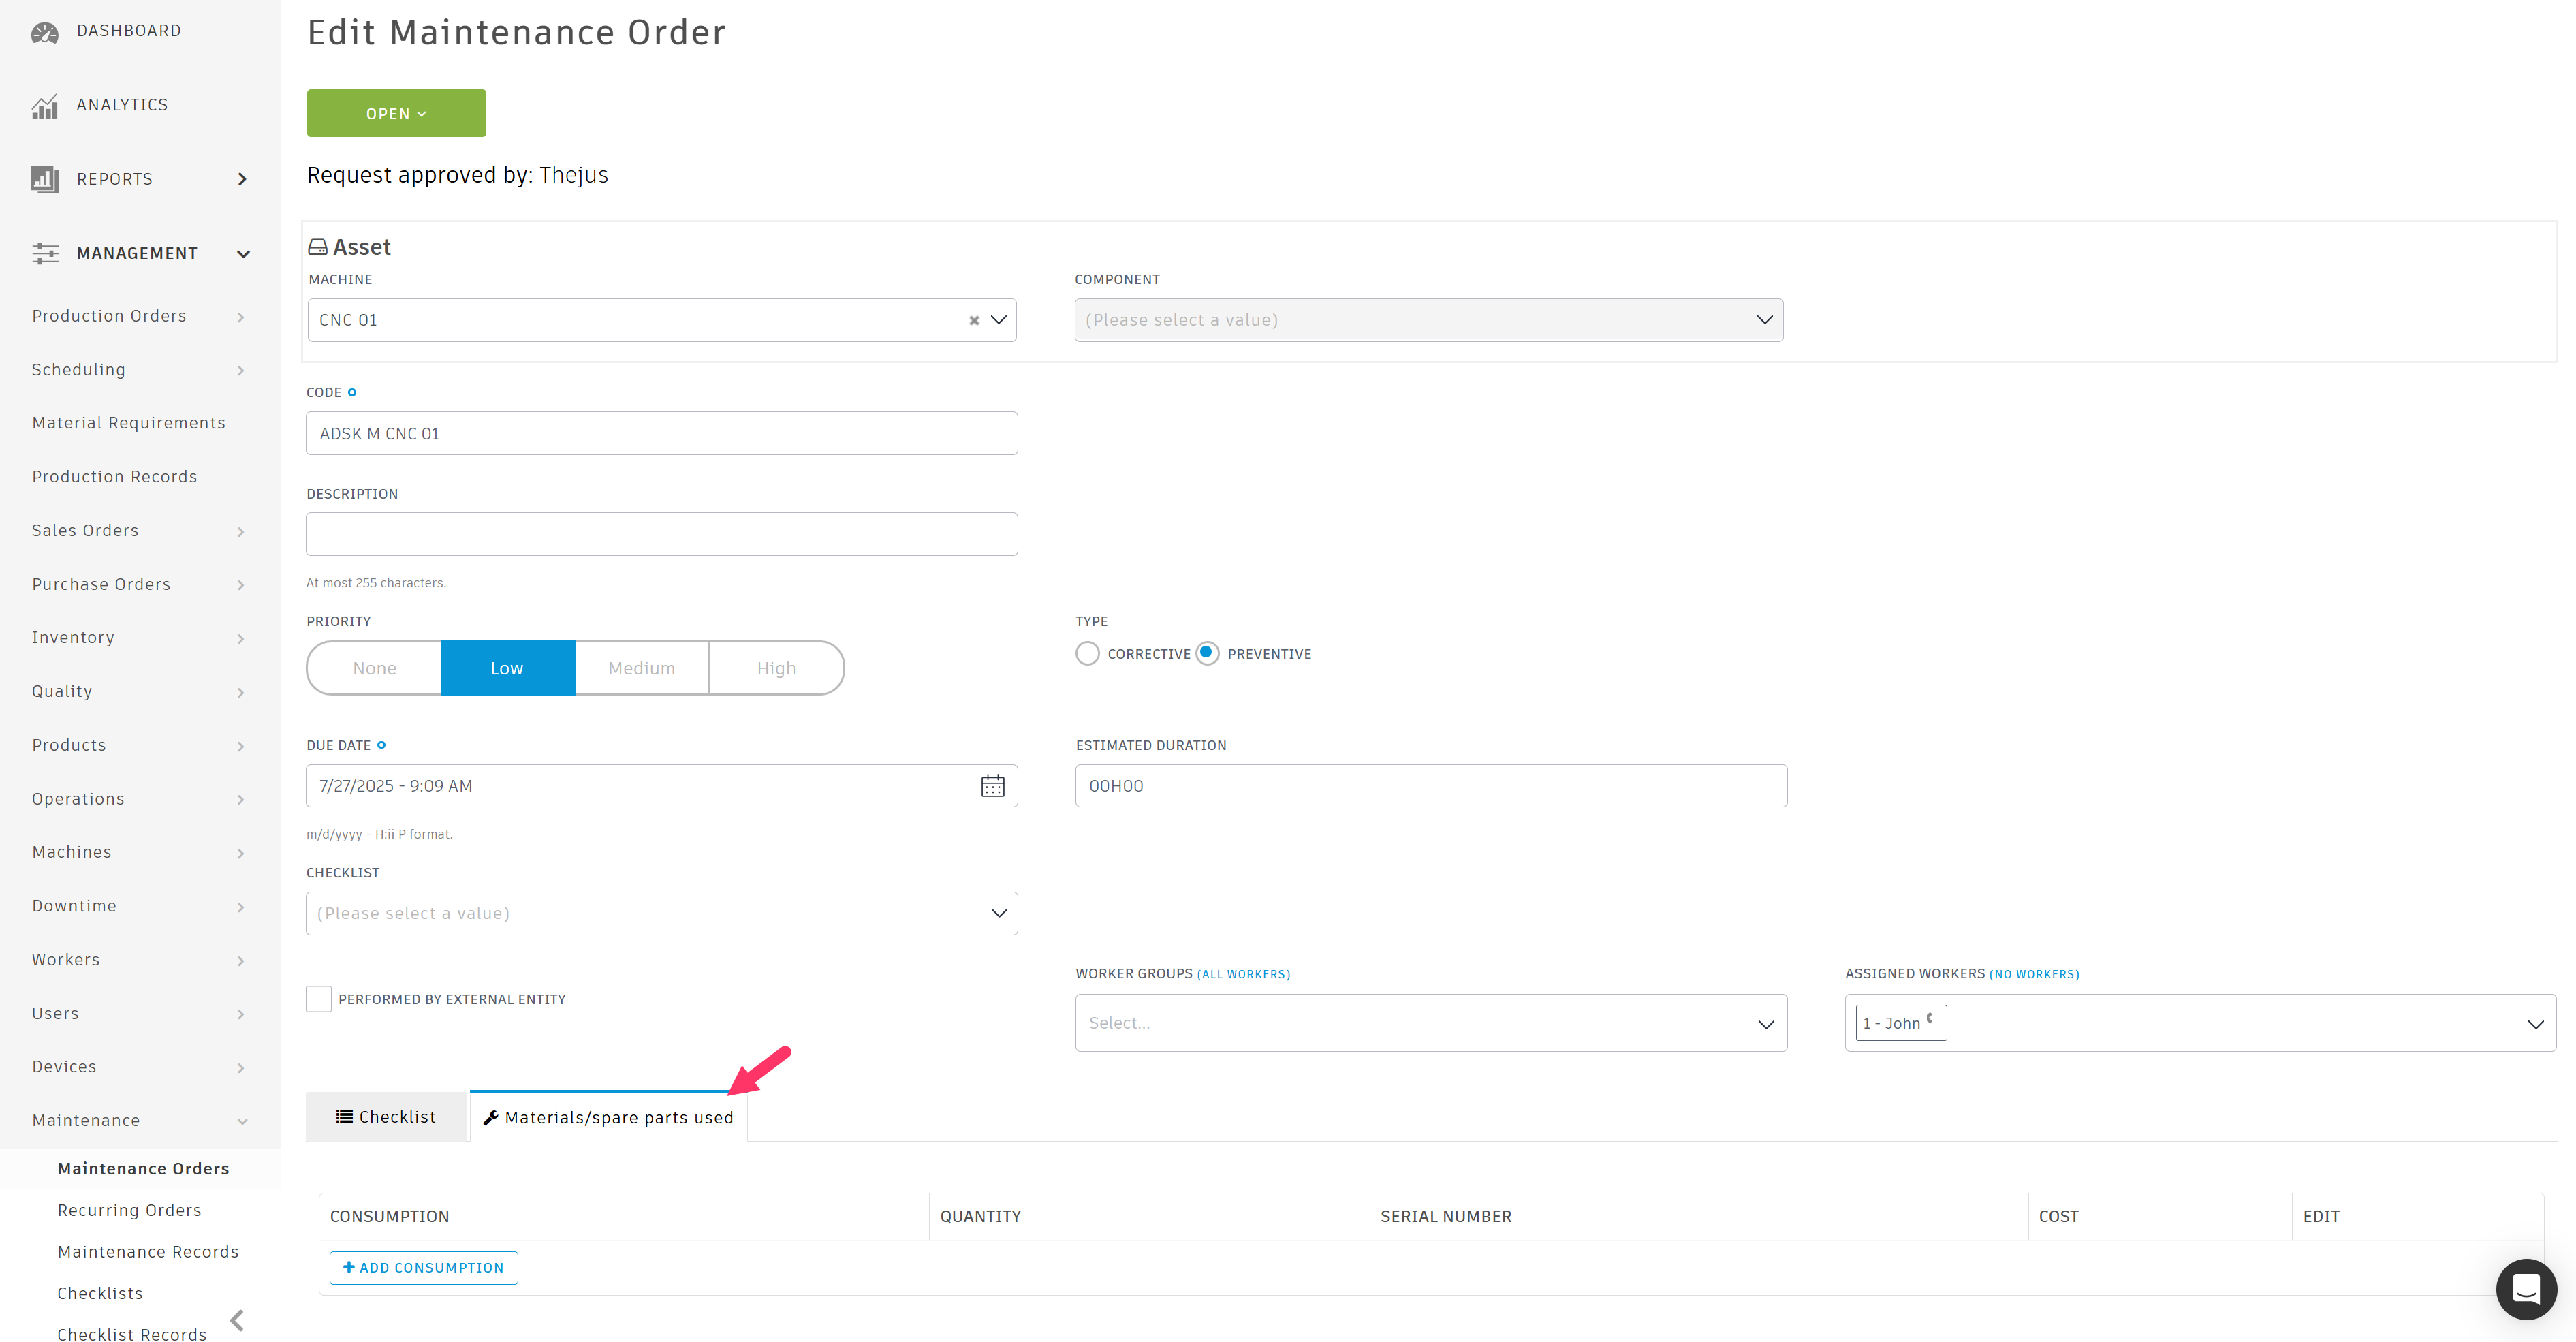 DASHBOARD
ANALYTICS
REPORTS
MANAGEMENT
Production Orders
Scheduling
Material Requirements
Production Records
Sales Orders
Purchase Orders
Inventory
Quality
Products
Operations
Machines
Downtime
Workers
Users
Devices
Maintenance
Maintenance Orders
Recurring Orders
Maintenance Records
Checklists
Checklist Records
Edit Maintenance Order
OPEN
Request approved by: Thejus
Asset
MACHINE
COMPONENT
CNC 01
(Please select a value)
CODE
ADSK M CNC 01
DESCRIPTION
At most 255 characters.
PRIORITY
TYPE
None
Low
Medium
High
CORRECTIVE
PREVENTIVE
DUE DATE
ESTIMATED DURATION
7/27/2025 - 9:09 AM
00H00
m/d/yyyy - H:ii P format.
CHECKLIST
(Please select a value)
PERFORMED BY EXTERNAL ENTITY
WORKER GROUPS (ALL WORKERS)
ASSIGNED WORKERS (NO WORKERS)
Select...
1 - John
Checklist
Materials/spare parts used
CONSUMPTION
QUANTITY
SERIAL NUMBER
COST
EDIT
+ ADD CONSUMPTION